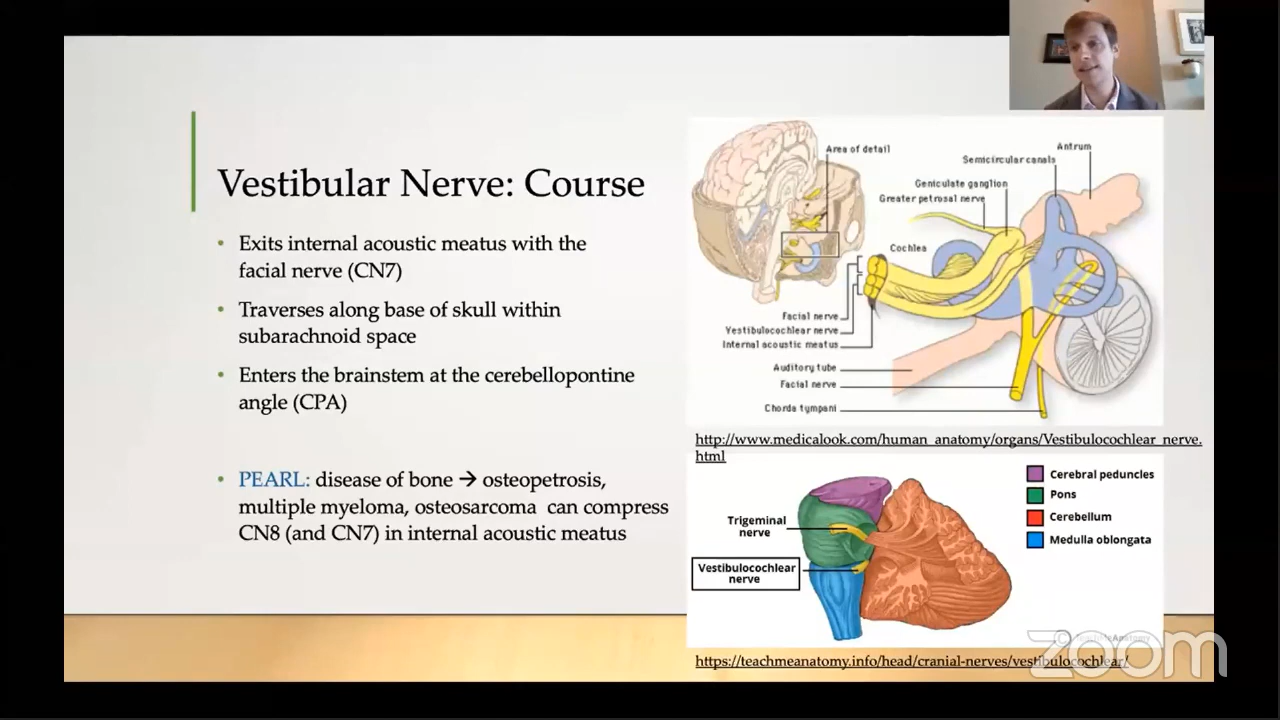 Vestibular Nerve: Course
• Exits internal acoustic meatus with the
facial nerve (CN7)
• Traverses along base of skull within
subarachnoid space
• Enters the brainstem at the cerebellopontine
angle (CPA)
• PEARL: disease of bone → osteopetrosis,
multiple myeloma, osteosarcoma can compress
CN8 (and CN7) in internal acoustic meatus
Area of detail
Antrum
Semicircular canals
Geniculate ganglion
Greater petrosal nerve
Cochlea
Facial nerve
Vestibulocochlear nerve
Internal acoustic meatus
Auditory tube
Facial nerve
Chorda tympani
http://www.medicalook.com/human_anatomy/organs/Vestibulocochlear_nerve.
html
Cerebral peduncles
Pons
Cerebellum
Medulla oblongata
Trigeminal
nerve
Vestibulocochlear
nerve
https://teachmeanatomy.info/head/cranial-nerves/vestibulocochlear/
zoom